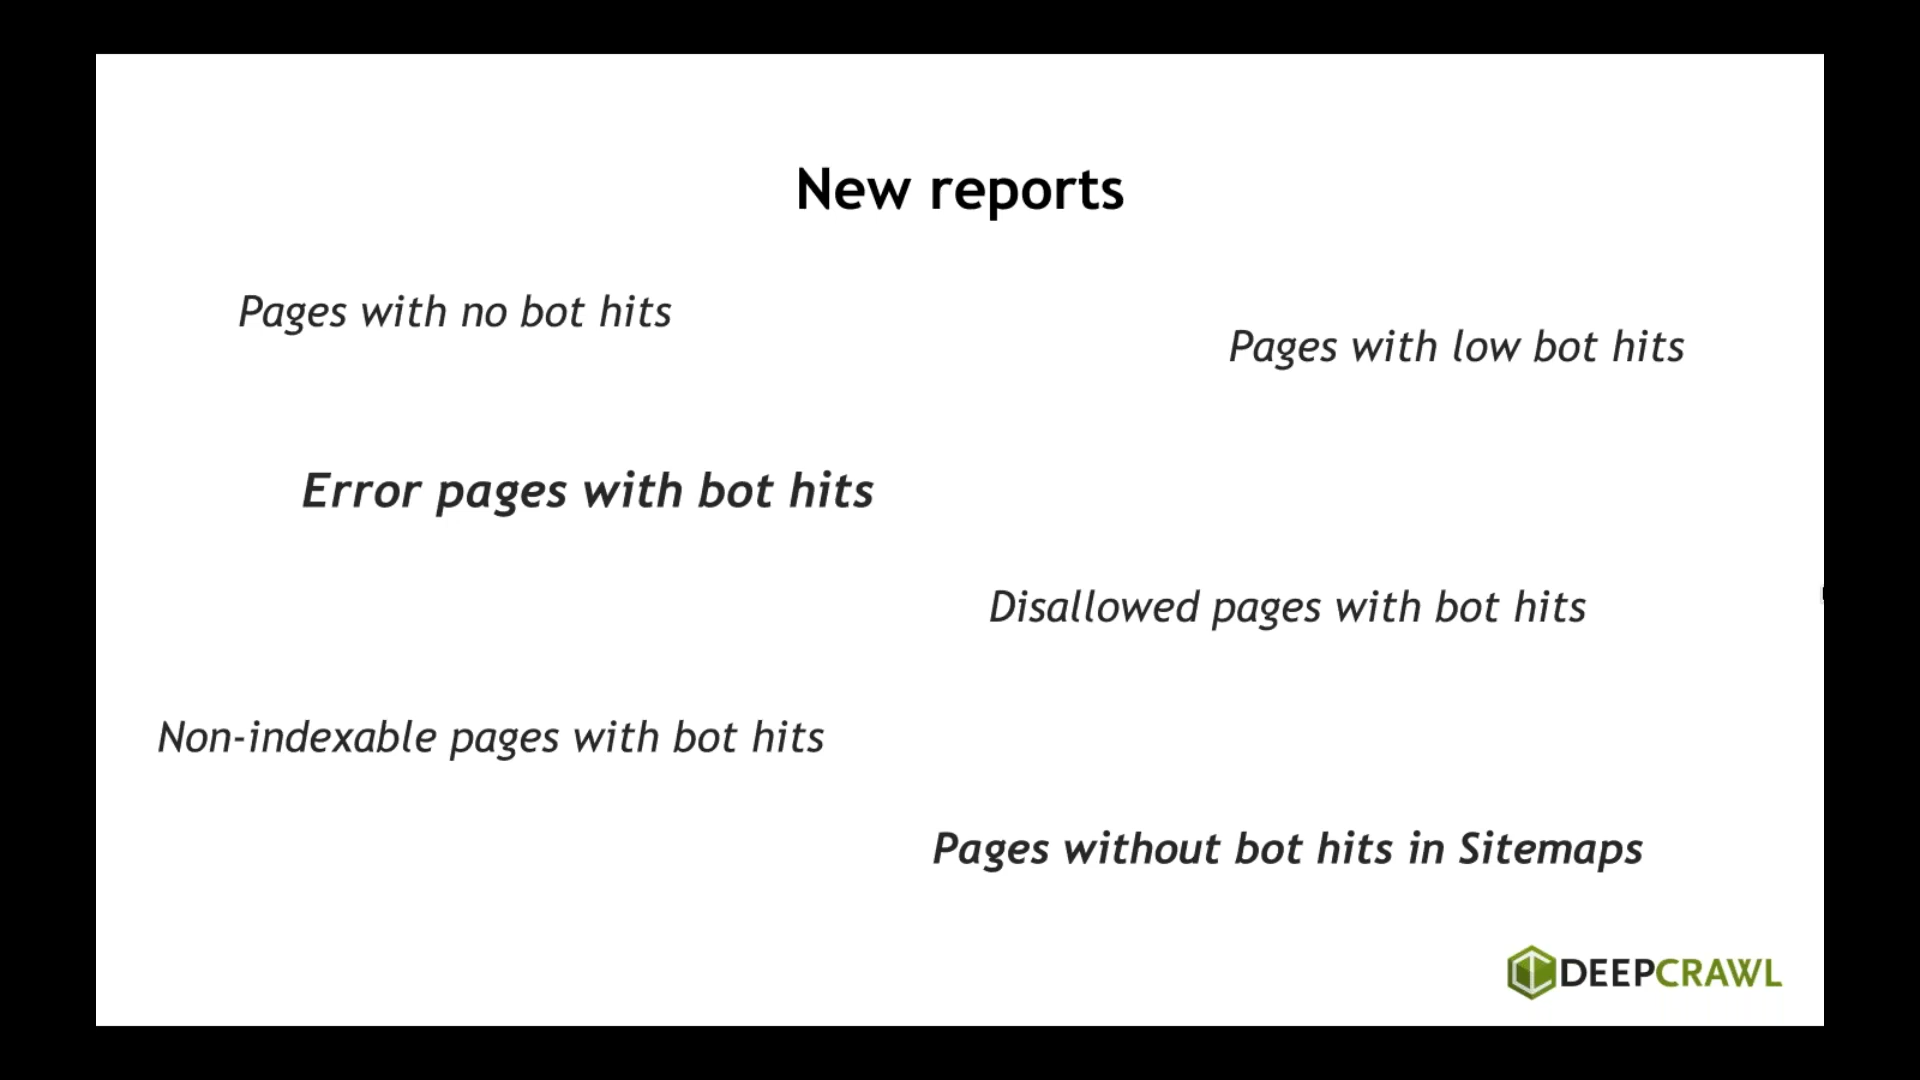 New reports
Pages with no bot hits
Pages with low bot hits
Error pages with bot hits
Disallowed pages with bot hits
Non-indexable pages with bot hits
Pages without bot hits in Sitemaps
DEEPCRAWL